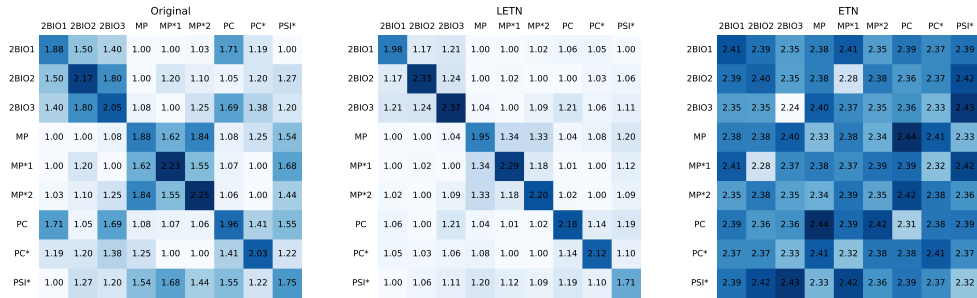 Original LETN ETN
2BIO1 2BIO2 2BIO3 MP MP*1 MP*2 PC PC* PSI* 2BIO1 2BIO2 2BIO3 MP MP*1 MP*2 PC PC* PSI* 2BIO1 2BIO2 2BIO3 MP MP*1 MP*2 PC PC* PSI*
2BIO1 1.88 1.50 1.40 1.00 1.00 1.03 1.71 1.19 1.00 2BIO1 1.98 1.17 1.21 1.00 1.00 1.02 1.06 1.05 1.00 2BIO1 2.41 2.39 2.35 2.38 2.41 2.35 2.39 2.37 2.39
2BIO2 1.50 2.17 1.80 1.00 1.20 1.10 1.05 1.20 1.27 2BIO2 1.17 2.33 1.24 1.00 1.02 1.00 1.00 1.03 1.06 2BIO2 2.39 2.40 2.35 2.38 2.28 2.38 2.36 2.37 2.42
2BIO3 1.40 1.80 2.05 1.08 1.00 1.25 1.69 1.38 1.20 2BIO3 1.21 1.24 2.37 1.04 1.00 1.09 1.21 1.06 1.11 2BIO3 2.35 2.35 2.24 2.40 2.37 2.34 2.36 2.33 2.43
MP 1.00 1.00 1.08 1.88 1.62 1.84 1.08 1.25 1.54 MP 1.00 1.00 1.04 1.95 1.34 1.33 1.04 1.08 1.20 MP 2.38 2.38 2.40 2.33 2.38 2.34 2.44 2.41 2.33
MP*1 1.00 1.20 1.00 1.62 2.23 1.55 1.07 1.00 1.68 MP*1 1.00 1.02 1.00 1.34 2.29 1.18 1.01 1.00 1.12 MP*1 2.41 2.28 2.37 2.38 2.37 2.39 2.39 2.32 2.42
MP*2 1.03 1.10 1.25 1.84 1.55 2.25 1.06 1.00 1.44 MP*2 1.02 1.00 1.09 1.33 1.18 2.20 1.02 1.00 1.09 MP*2 2.35 2.38 2.34 2.34 2.39 2.36 2.42 2.38 2.36
PC 1.71 1.05 1.69 1.08 1.07 1.06 1.96 1.41 1.55 PC 1.06 1.00 1.21 1.04 1.01 1.02 2.18 1.14 1.19 PC 2.39 2.36 2.36 2.44 2.39 2.42 2.31 2.38 2.39
PC* 1.19 1.20 1.38 1.25 1.00 1.00 1.41 2.03 1.22 PC* 1.05 1.03 1.06 1.08 1.00 1.00 1.14 2.12 1.10 PC* 2.37 2.37 2.33 2.41 2.32 2.38 2.38 2.41 2.37
PSI* 1.00 1.27 1.20 1.54 1.68 1.44 1.55 1.22 1.75 PSI* 1.00 1.06 1.11 1.20 1.12 1.09 1.19 1.10 1.71 PSI* 2.39 2.42 2.43 2.33 2.42 2.36 2.39 2.37 2.32